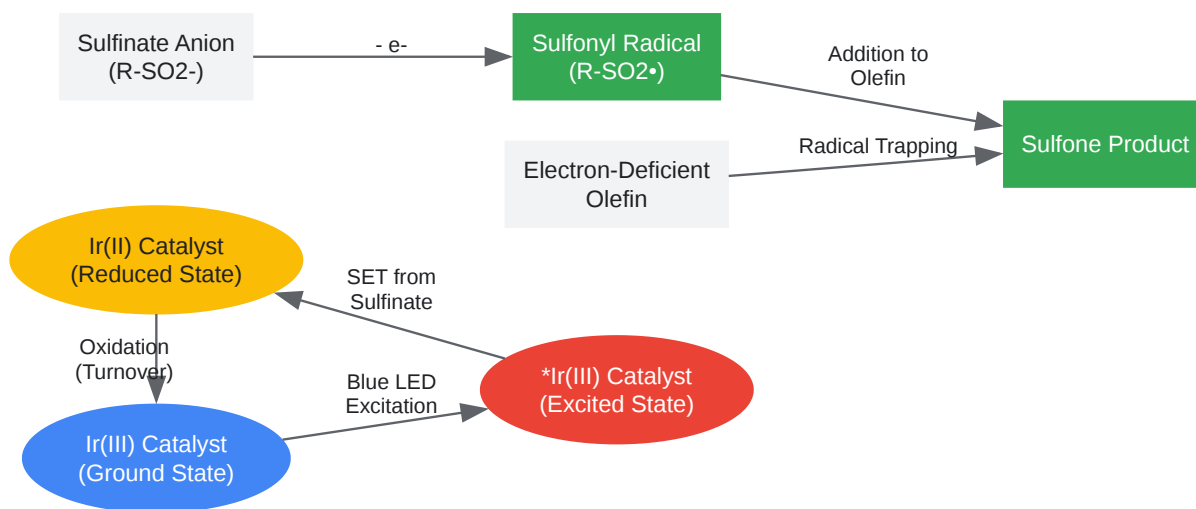 Sulfinate Anion
(R-SO2-)
- e-
Sulfonyl Radical
(R-SO2•)
Addition to
Olefin
Sulfone Product
Radical Trapping
Electron-Deficient
Olefin
Ir(II) Catalyst
(Reduced State)
SET from
Sulfinate
Oxidation
(Turnover)
Blue LED
Excitation
*Ir(III) Catalyst
(Excited State)
Ir(III) Catalyst
(Ground State)